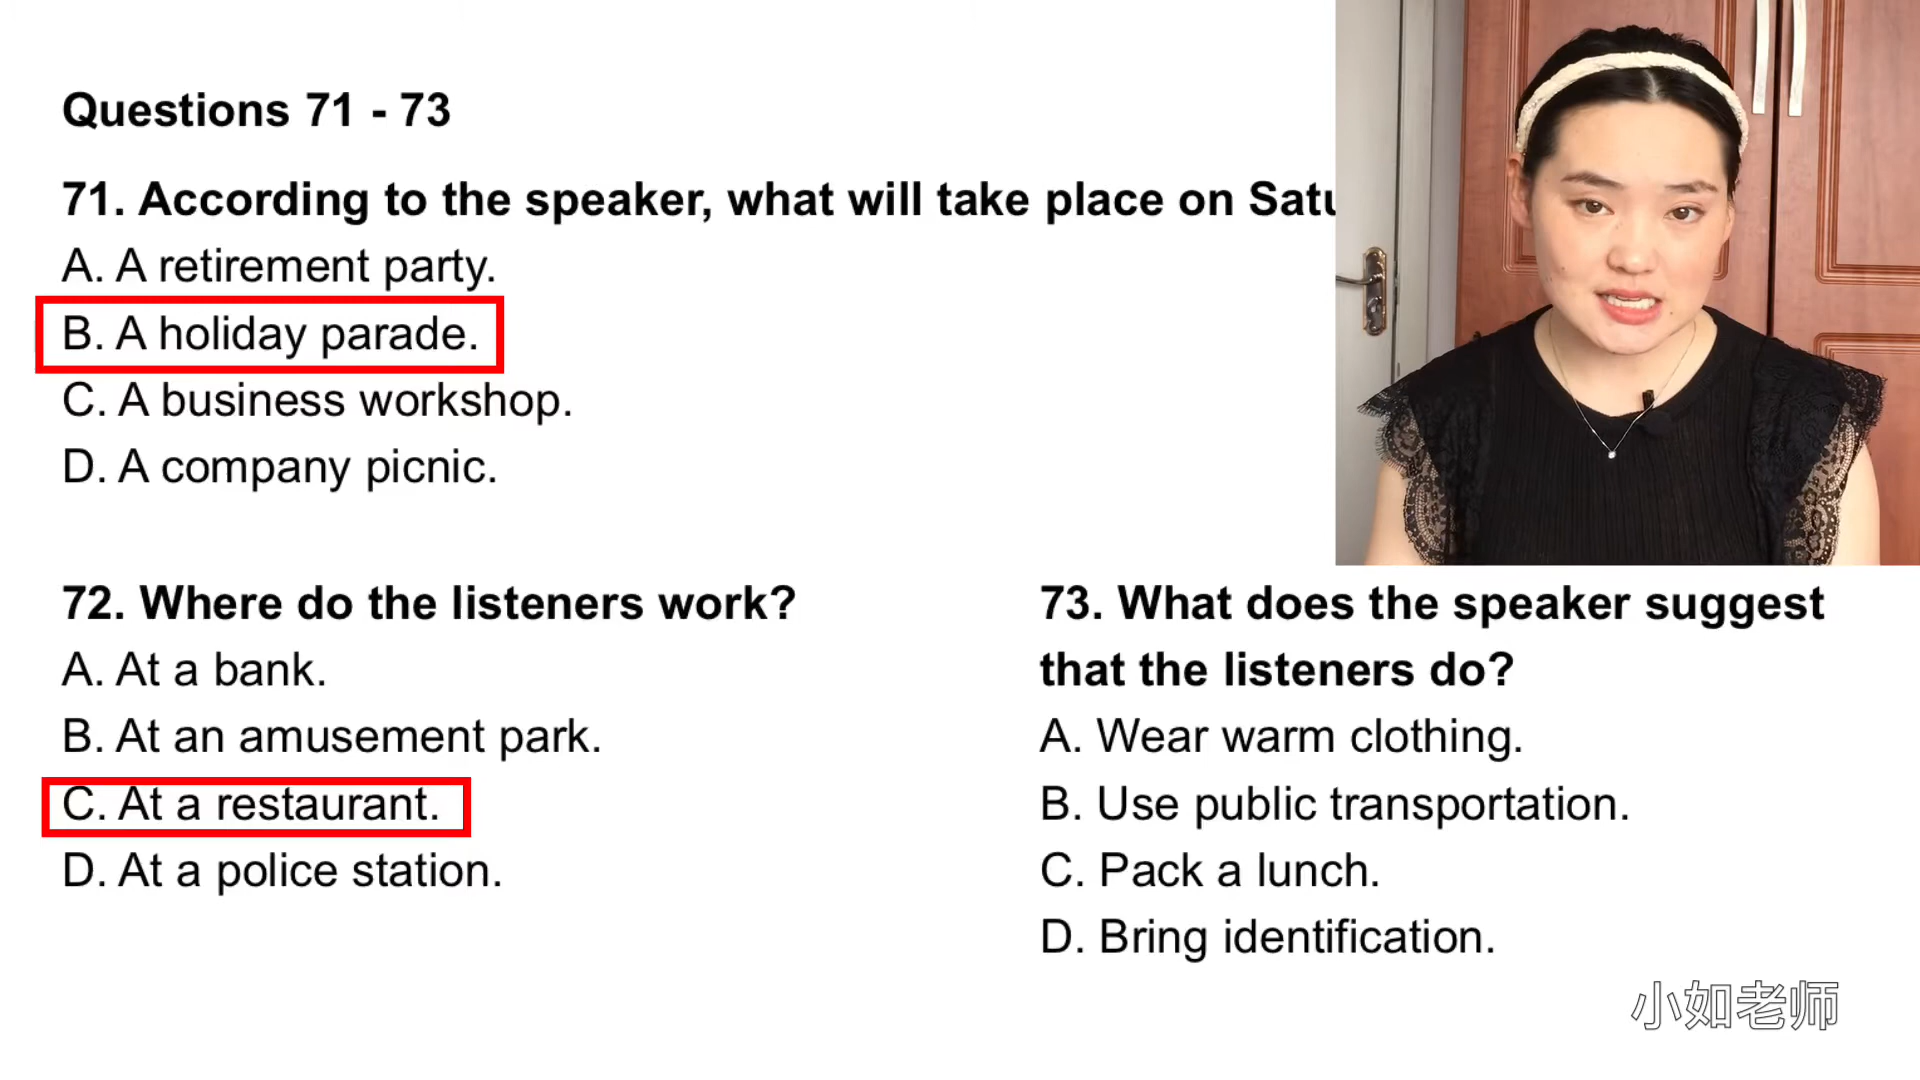 Questions 71 - 73
71. According to the speaker, what will take place on
A. A retirement party.
B. A holiday parade.
C. A business workshop.
D. A company picnic.
72. Where do the listeners work?
A. At a bank.
B. At an amusement park.
C. At a restaurant.
D. At a police station.
73. What does the speaker suggest
that the listeners do?
A. Wear warm clothing.
B. Use public transportation.
C. Pack a lunch.
D. Bring identification.
小如老师